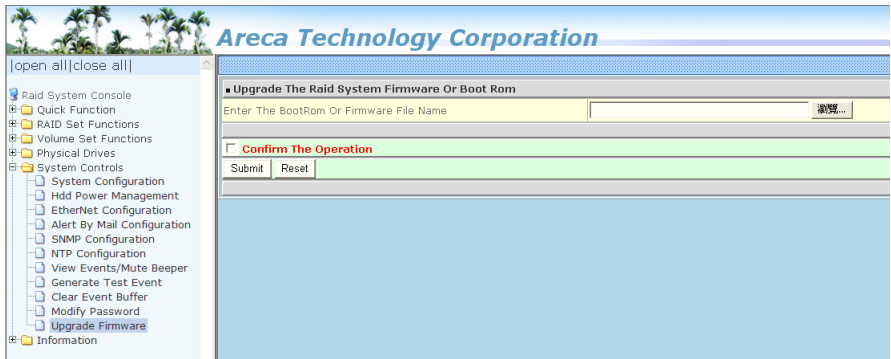 Areca Technology Corporation
|open all|close all|
Raid System Console
Quick Function
RAID Set Functions
Volume Set Functions
Physical Drives
System Controls
System Configuration
Hdd Power Management
EtherNet Configuration
Alert By Mail Configuration
SNMP Configuration
NTP Configuration
View Events/Mute Beeper
Generate Test Event
Clear Event Buffer
Modify Password
Upgrade Firmware
Information
Upgrade The Raid System Firmware Or Boot Rom
Enter The BootRom Or Firmware File Name
瀏覽...
Confirm The Operation
Submit Reset